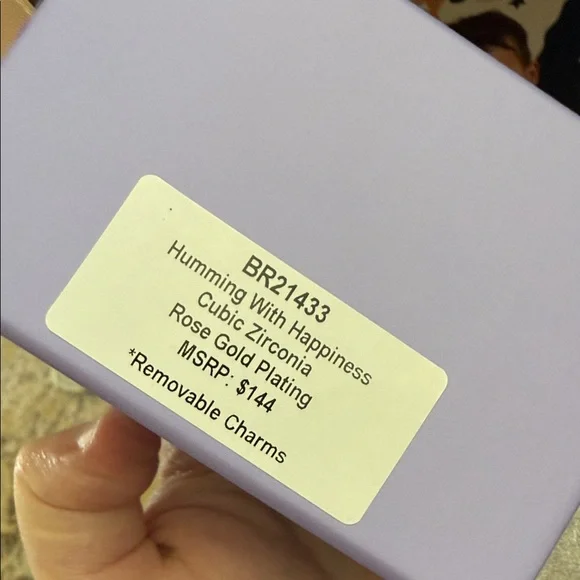 BR21433
Humming With Happiness
Cubic Zirconia
Rose Gold Plating
MSRP: $144
*Removable Charms